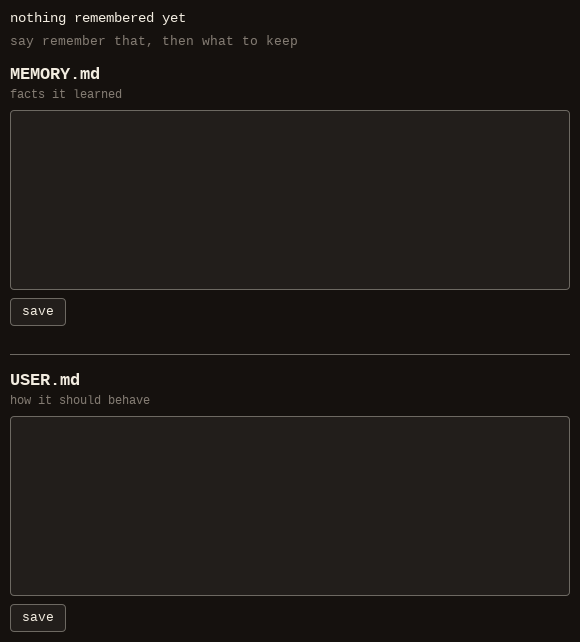 nothing remembered yet
say remember that, then what to keep
MEMORY.md
facts it learned
save
USER.md
how it should behave
save